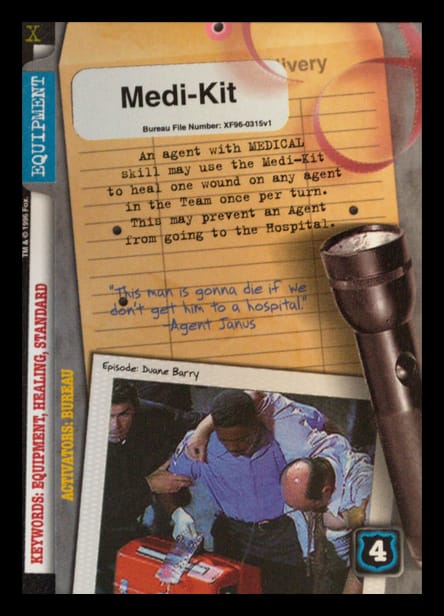 X
livery
Medi-Kit
Bureau File Number: XF96-0315v1
An agent with MEDICAL
skill may use the Medi-Kit
to heal one wound on any agent
in the Team once per turn.
This may prevent an Agent
from going to the Hospital.
"This man is gonna die if we
don't get him to a hospital."
-Agent Janus
Episode: Duane Barry
4
EQUIPMENT
TM & © 1996 Fox.
KEYWORDS: EQUIPMENT, HEALING, STANDARD
ACTIVATORS: BUREAU